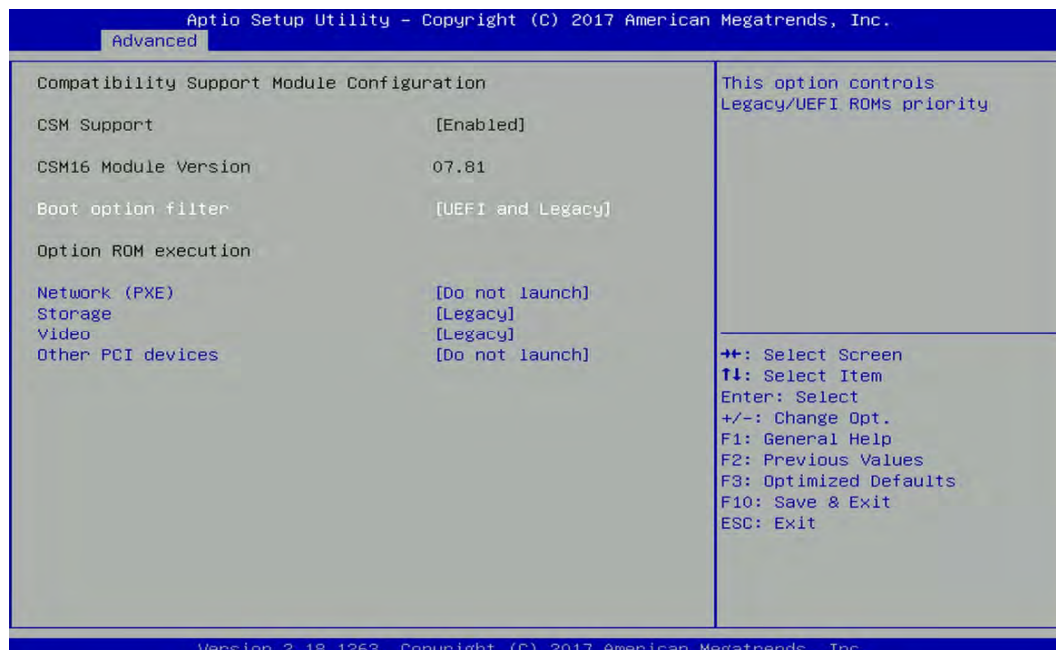 Aptio Setup Utility – Copyright (C) 2017 American Megatrends, Inc.
Advanced
Compatibility Support Module Configuration
CSM Support [Enabled]
CSM16 Module Version 07.81
Boot option filter [UEFI and Legacy]
Option ROM execution
Network (PXE) [Do not launch]
Storage [Legacy]
Video [Legacy]
Other PCI devices [Do not launch]
This option controls
Legacy/UEFI ROMs priority
→←: Select Screen
↑↓: Select Item
Enter: Select
+/-: Change Opt.
F1: General Help
F2: Previous Values
F3: Optimized Defaults
F10: Save & Exit
ESC: Exit
Version 2.18.1263. Copyright (C) 2017 American Megatrends, Inc.